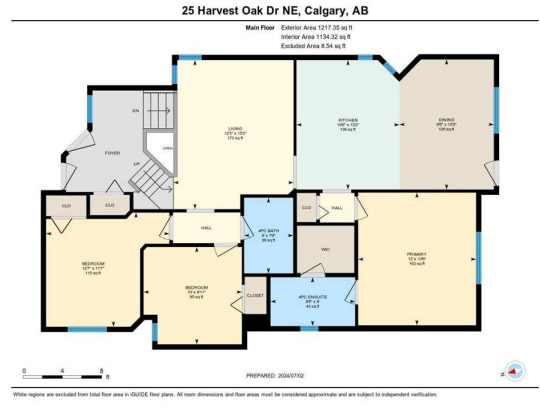 25 Harvest Oak Dr NE, Calgary, AB
Main Floor Exterior Area 1217.35 sq ft
Interior Area 1134.32 sq ft
Excluded Area 8.54 sq ft
DN
OPEN
FOYER
UP
LIVING
173 sq ft
KITCHEN
136 sq ft
DINING
125 sq ft
CLO
CLO
HALL
4PC BATH
CLO
HALL
WIC
PRIMARY
163 sq ft
BEDROOM
115 sq ft
BEDROOM
CLOSET
4PC ENSUITE
0 4 8
ft
PREPARED: 2024/07/02
N
White regions are excluded from total floor area in iGUIDE floor plans. All room dimensions and floor areas must be considered approximate and are subject to independent verification.